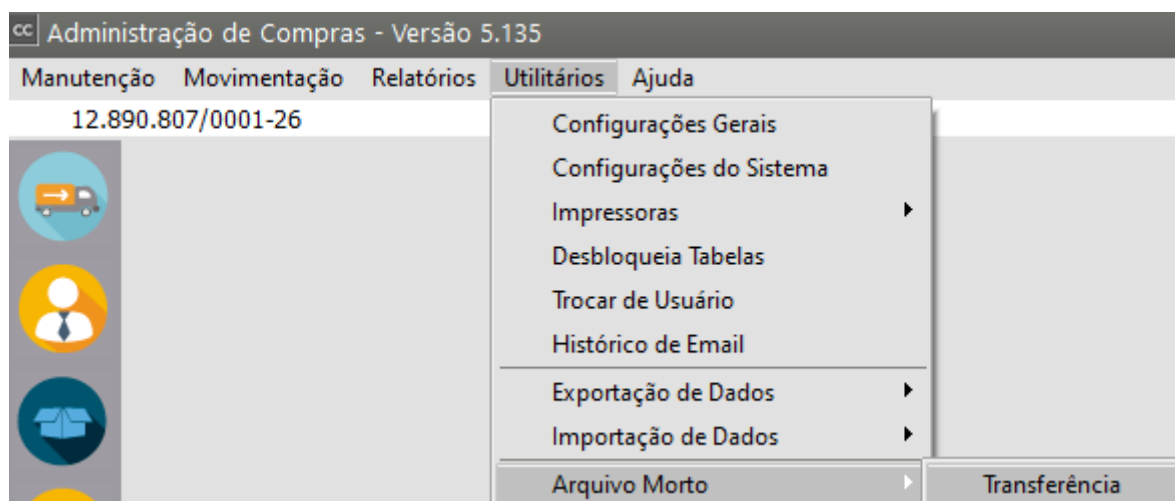 cc Administração de Compras - Versão 5.135
Manutenção Movimentação Relatórios Utilitários Ajuda
12.890.807/0001-26
Configurações Gerais
Configurações do Sistema
Impressoras
Desbloqueia Tabelas
Trocar de Usuário
Histórico de Email
Exportação de Dados
Importação de Dados
Arquivo Morto Transferência